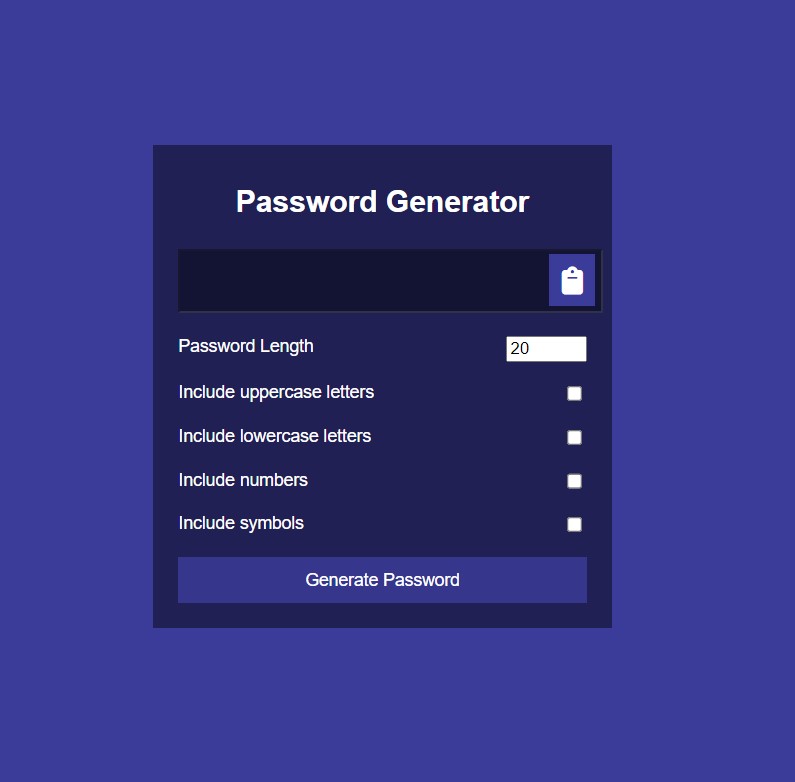 Password Generator
Password Length
20
Include uppercase letters
Include lowercase letters
Include numbers
Include symbols
Generate Password